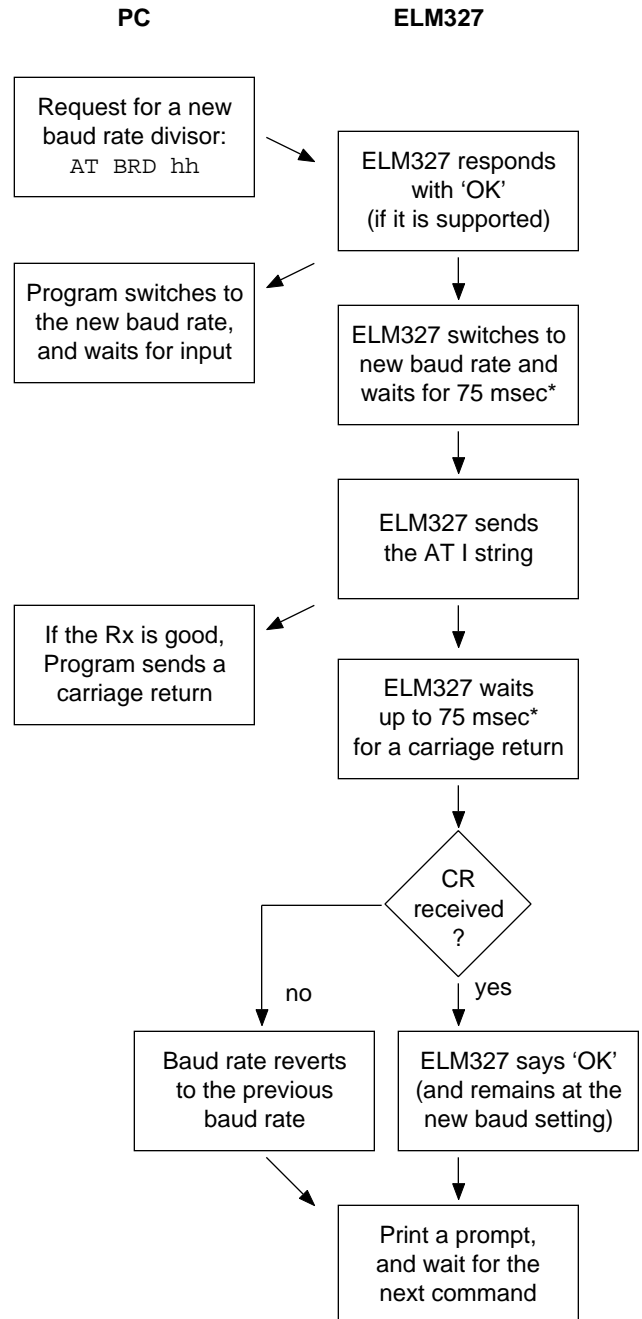 PC
ELM327
Request for a new
baud rate divisor:
AT BRD hh
ELM327 responds
with ‘OK’
(if it is supported)
Program switches to
the new baud rate,
and waits for input
ELM327 switches to
new baud rate and
waits for 75 msec*
ELM327 sends
the AT I string
If the Rx is good,
Program sends a
carriage return
ELM327 waits
up to 75 msec*
for a carriage return
CR
received
?
no
yes
Baud rate reverts
to the previous
baud rate
ELM327 says ‘OK’
(and remains at the
new baud setting)
Print a prompt,
and wait for the
next command